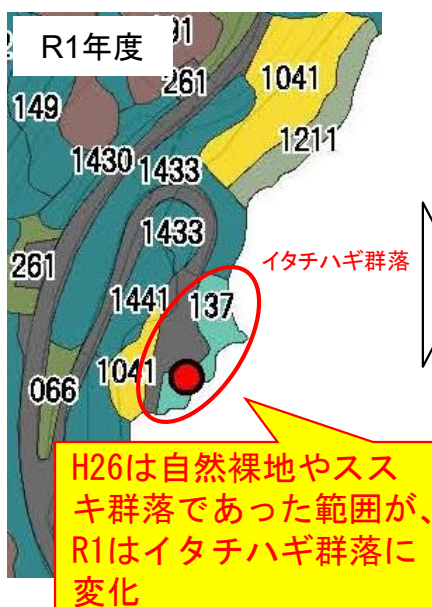 R1年度
91
261
1041
149
1211
1430
1433
1433
261
イタチハギ群落
1441
137
1041
066
H26は自然裸地やスス
キ群落であった範囲が、
R1はイタチハギ群落に
変化